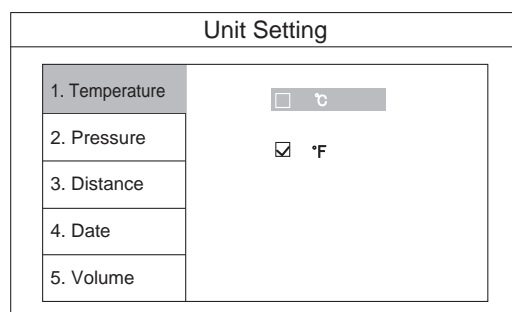 Unit Setting
1. Temperature
℃
2. Pressure
°F
3. Distance
4. Date
5. Volume